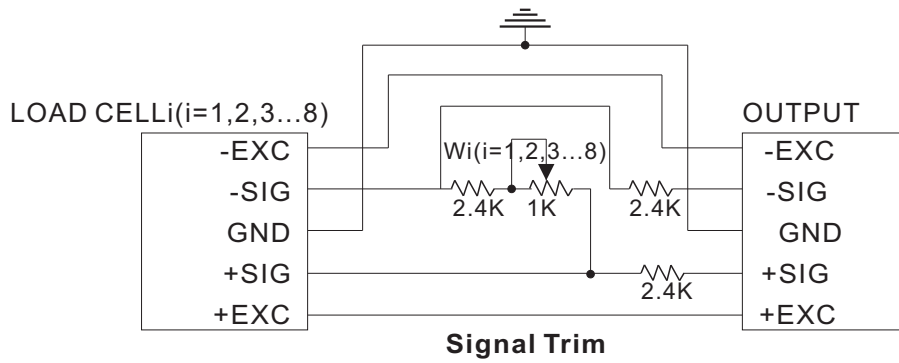 LOAD CELLi(i=1,2,3...8)
OUTPUT
Wi(i=1,2,3...8)
-EXC
-EXC
-SIG
2.4K
1K
2.4K
-SIG
GND
GND
+SIG
2.4K
+SIG
+EXC
+EXC
Signal Trim